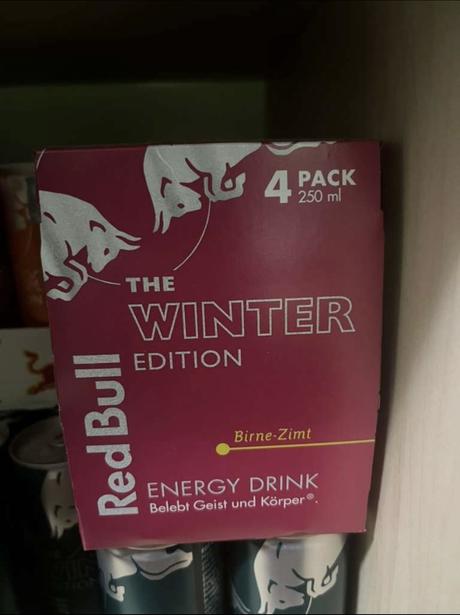 4 PACK
250 ml
THE
WINTER
EDITION
Red Bull
Birne-Zimt
ENERGY DRINK
Belebt Geist und Körper®.